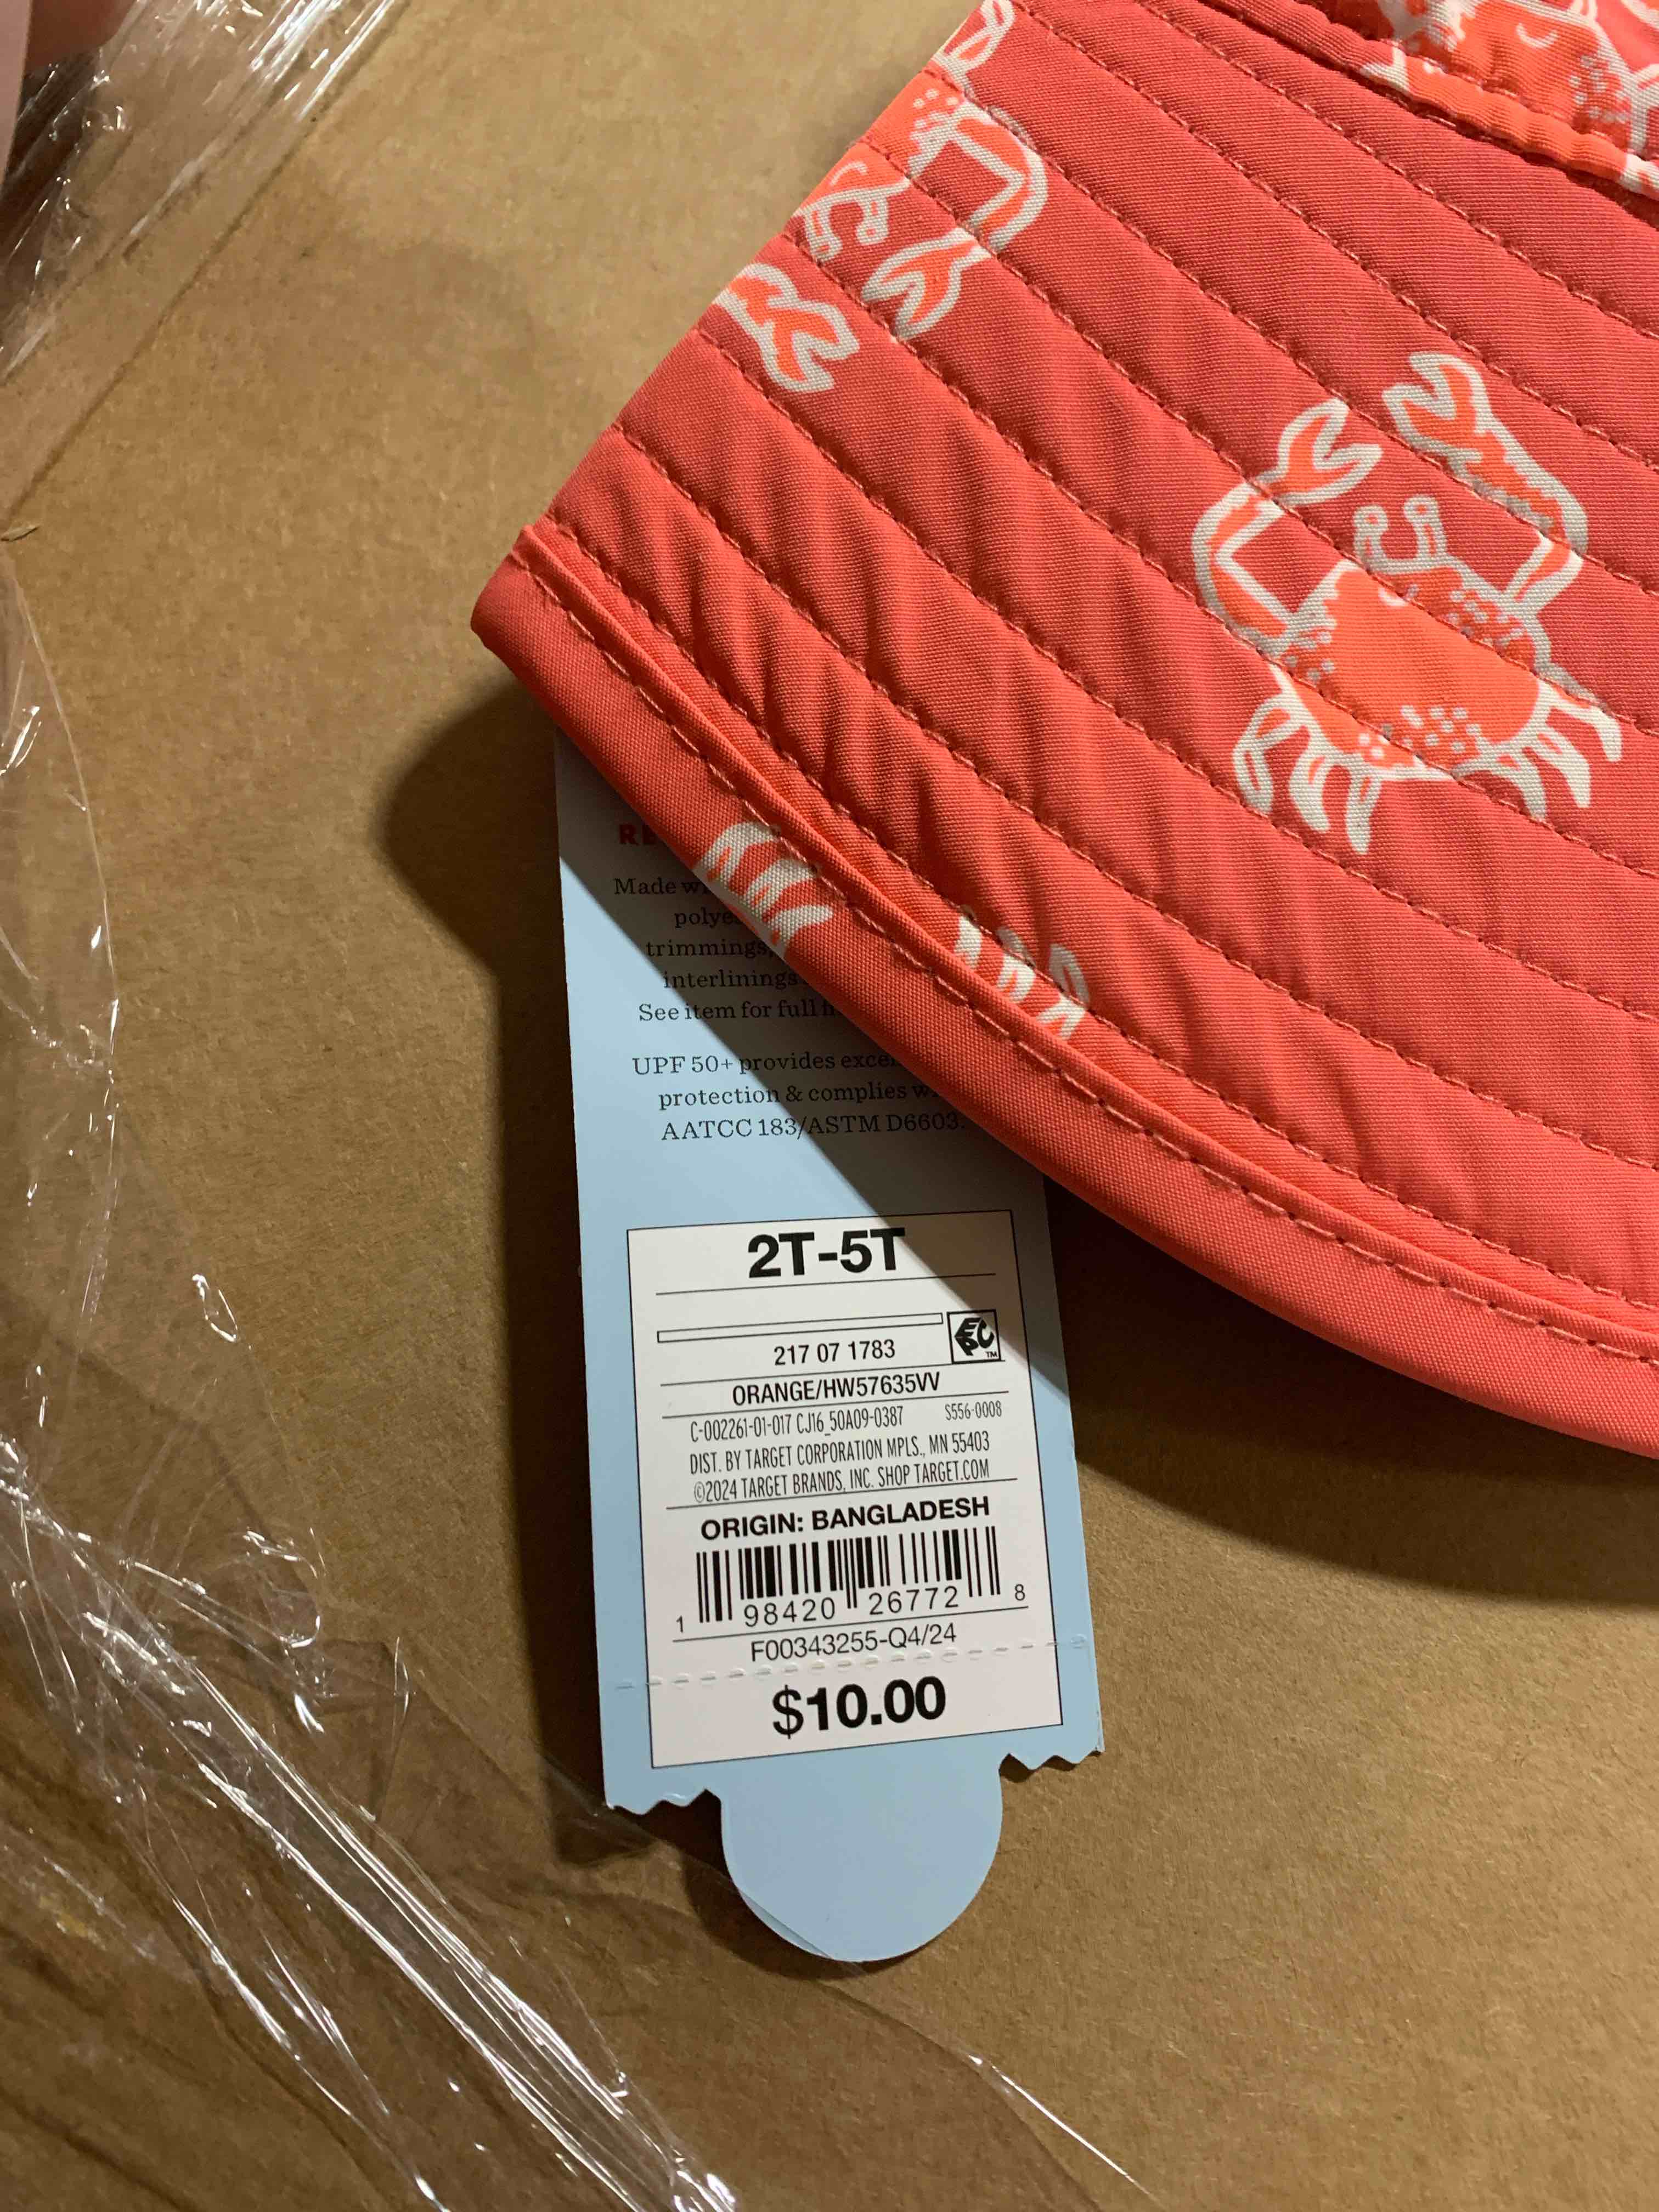 Made
trimmings,
interlinings
See item for full
UPF 50+ provides
protection & complies
AATCC 183/ASTM D6603.
2T-5T
EPC
TM
217 07 1783
ORANGE/HW57635VV
C-002261-01-017 CJ16_50A09-0387 S556-0008
DIST. BY TARGET CORPORATION MPLS., MN 55403
©2024 TARGET BRANDS, INC. SHOP TARGET.COM
ORIGIN: BANGLADESH
1 98420 26772 8
F00343255-Q4/24
$10.00